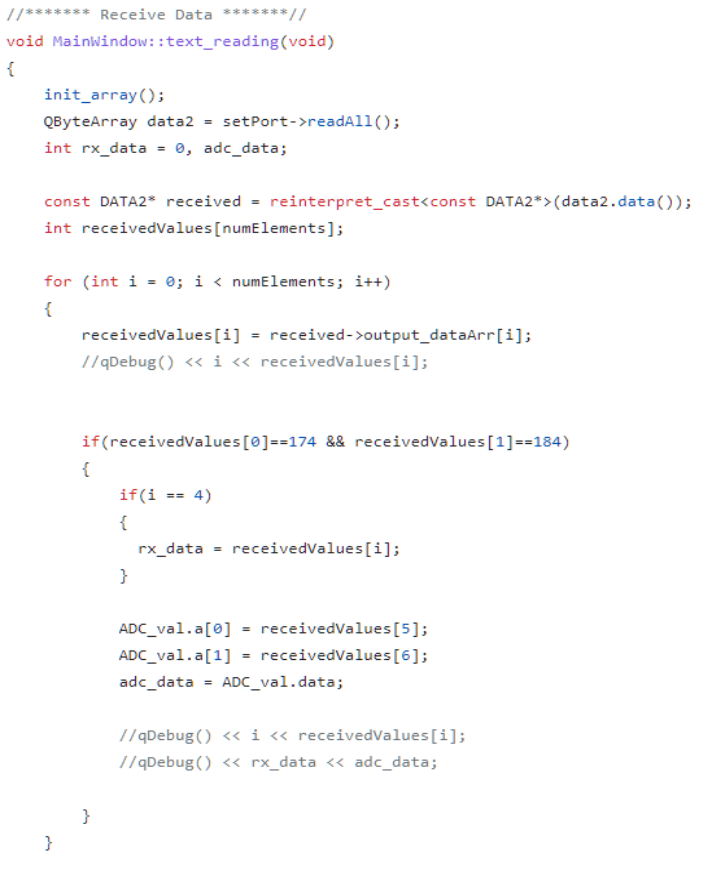 //******* Receive Data *******//
void MainWindow::text_reading(void)
{
    init_array();
    QByteArray data2 = setPort->readAll();
    int rx_data = 0, adc_data;

    const DATA2* received = reinterpret_cast<const DATA2*>(data2.data());
    int receivedValues[numElements];

    for (int i = 0; i < numElements; i++)
    {
        receivedValues[i] = received->output_dataArr[i];
        //qDebug() << i << receivedValues[i];


        if(receivedValues[0]==174 && receivedValues[1]==184)
        {
            if(i == 4)
            {
              rx_data = receivedValues[i];
            }

            ADC_val.a[0] = receivedValues[5];
            ADC_val.a[1] = receivedValues[6];
            adc_data = ADC_val.data;

            //qDebug() << i << receivedValues[i];
            //qDebug() << rx_data << adc_data;

        }
    }